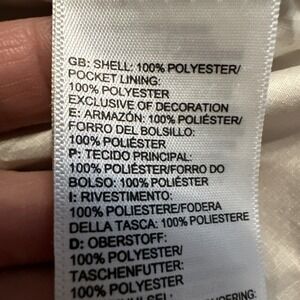 GB: SHELL: 100% POLYESTER/
POCKET LINING:
100% POLYESTER
EXCLUSIVE OF DECORATION
E: ARMAZÓN: 100% POLIÉSTER/
FORRO DEL BOLSILLO:
100% POLIÉSTER
P: TECIDO PRINCIPAL:
100% POLIÉSTER/FORRO DO
BOLSO: 100% POLIÉSTER
I: RIVESTIMENTO:
100% POLIESTERE/FODERA
DELLA TASCA: 100% POLIESTERE
D: OBERSTOFF:
100% POLYESTER/
TASCHENFUTTER:
100% POLYESTER